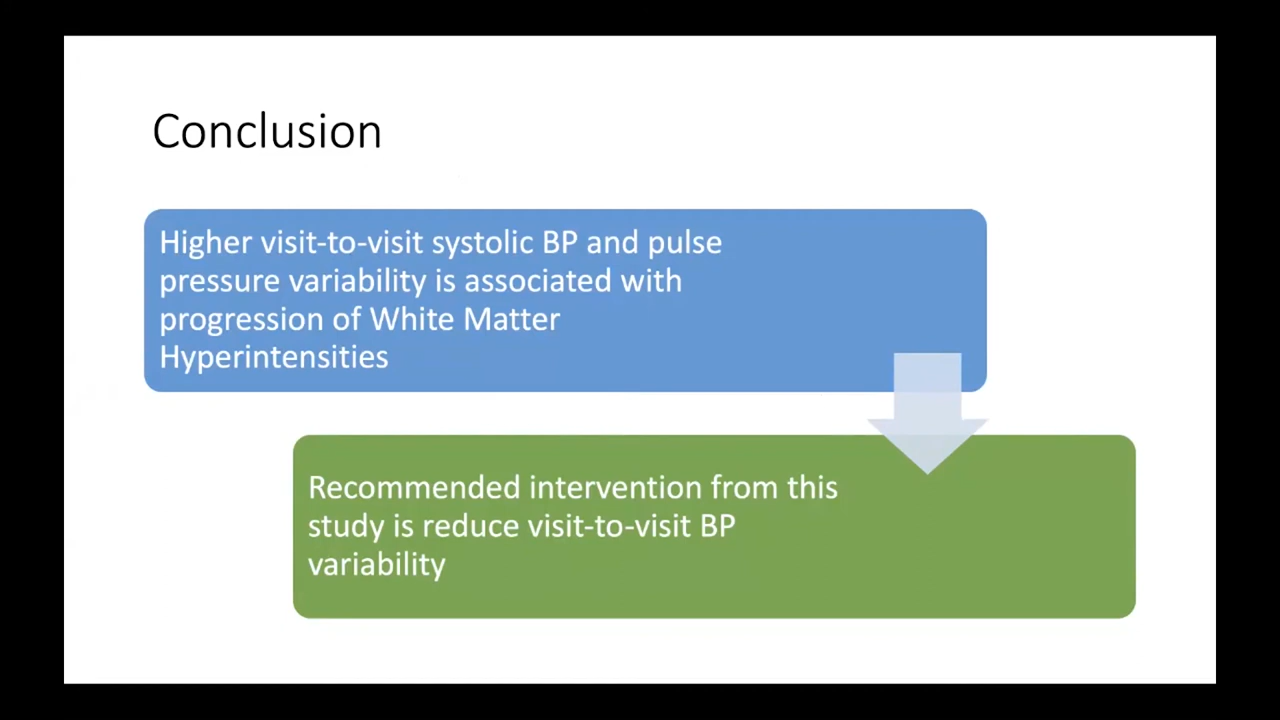 Conclusion
Higher visit-to-visit systolic BP and pulse
pressure variability is associated with
progression of White Matter
Hyperintensities
Recommended intervention from this
study is reduce visit-to-visit BP
variability